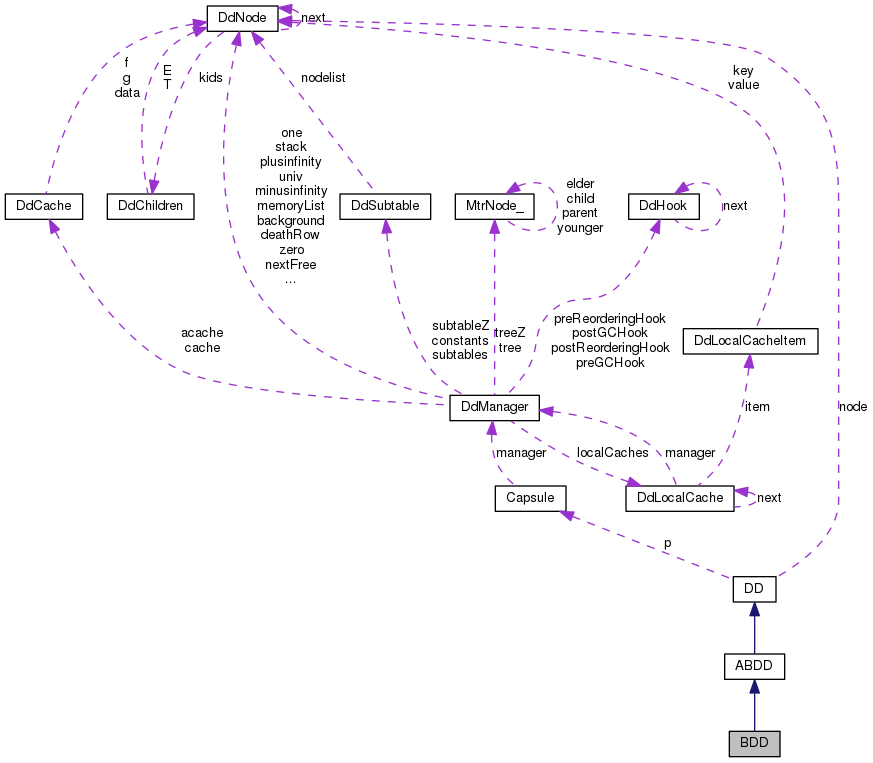 DdNode
next
f
g
data
E
T
kids
nodelist
key
value
one
stack
plusinfinity
univ
minusinfinity
memoryList
background
deathRow
zero
nextFree
...
DdCache
DdChildren
DdSubtable
MtrNode_
elder
child
parent
younger
DdHook
next
acache
cache
subtableZ
constants
subtables
treeZ
tree
preReorderingHook
postGCHook
postReorderingHook
preGCHook
DdLocalCacheItem
DdManager
item
node
manager
localCaches
manager
Capsule
DdLocalCache
next
p
DD
ABDD
BDD